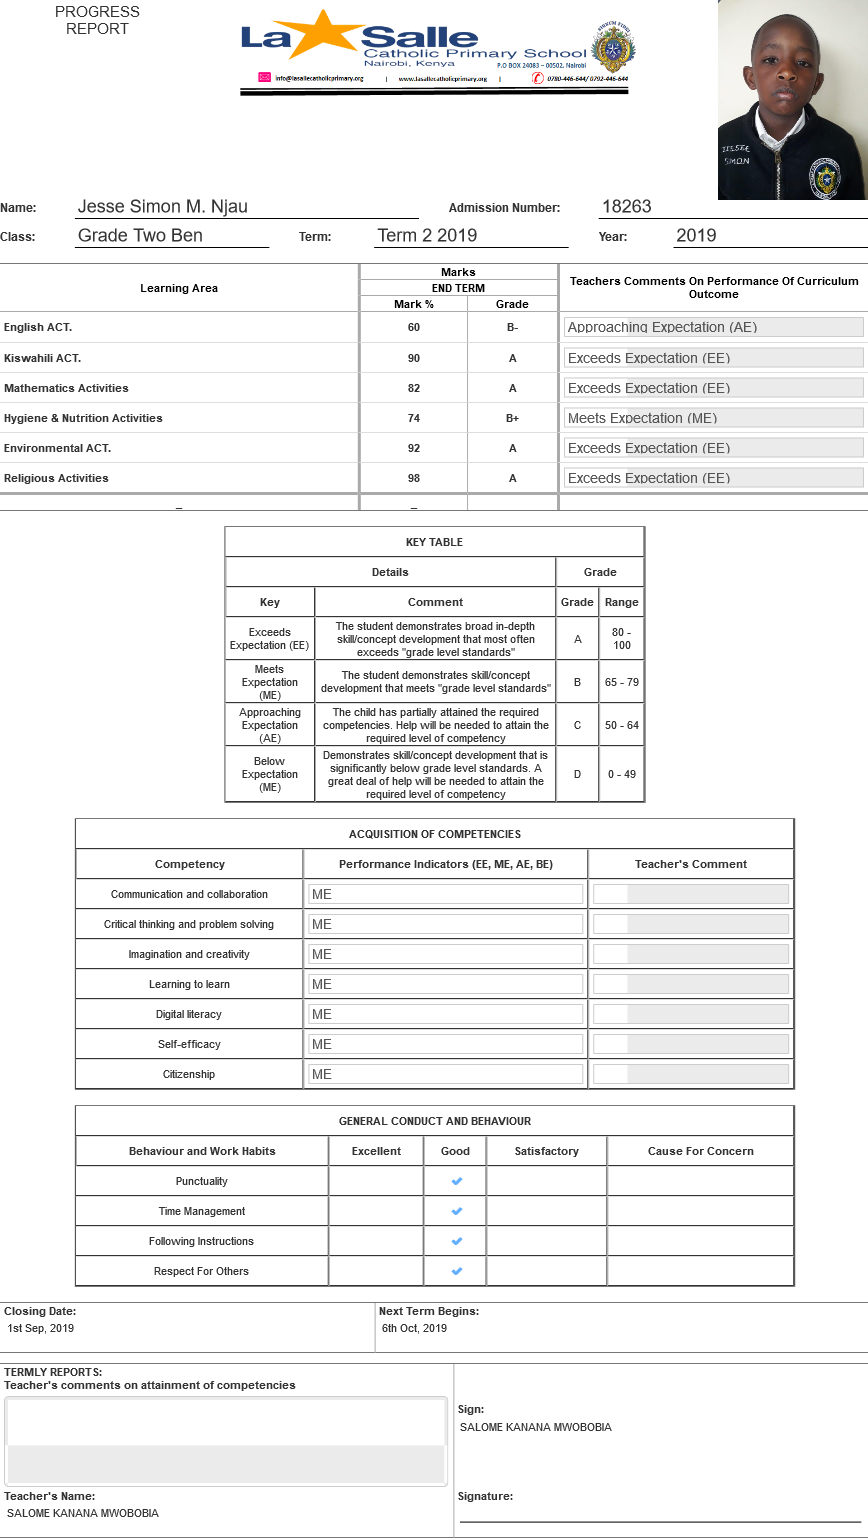 PROGRESS
REPORT
La Salle
Catholic Primary School
Nairobi, Kenya
P.O BOX 24083 – 00502, Nairobi
info@lasallecatholicprimary.org | www.lasallecatholicprimary.org | 0780-446-644/ 0792-446-644
Name: Jesse Simon M. Njau Admission Number: 18263
Class: Grade Two Ben Term: Term 2 2019 Year: 2019
Learning Area Marks Teachers Comments On Performance Of Curriculum Outcome
END TERM
Mark % Grade
English ACT. 60 B- Approaching Expectation (AE)
Kiswahili ACT. 90 A Exceeds Expectation (EE)
Mathematics Activities 82 A Exceeds Expectation (EE)
Hygiene & Nutrition Activities 74 B+ Meets Expectation (ME)
Environmental ACT. 92 A Exceeds Expectation (EE)
Religious Activities 98 A Exceeds Expectation (EE)
_ _
KEY TABLE
Details Grade
Key Comment Grade Range
Exceeds Expectation (EE) The student demonstrates broad in-depth skill/concept development that most often exceeds "grade level standards" A 80 - 100
Meets Expectation (ME) The student demonstrates skill/concept development that meets "grade level standards" B 65 - 79
Approaching Expectation (AE) The child has partially attained the required competencies. Help will be needed to attain the required level of competency C 50 - 64
Below Expectation (ME) Demonstrates skill/concept development that is significantly below grade level standards. A great deal of help will be needed to attain the required level of competency D 0 - 49
ACQUISITION OF COMPETENCIES
Competency Performance Indicators (EE, ME, AE, BE) Teacher's Comment
Communication and collaboration ME
Critical thinking and problem solving ME
Imagination and creativity ME
Learning to learn ME
Digital literacy ME
Self-efficacy ME
Citizenship ME
GENERAL CONDUCT AND BEHAVIOUR
Behaviour and Work Habits Excellent Good Satisfactory Cause For Concern
Punctuality
Time Management
Following Instructions
Respect For Others
Closing Date: Next Term Begins:
1st Sep, 2019 6th Oct, 2019
TERMLY REPORTS:
Teacher's comments on attainment of competencies
Sign:
SALOME KANANA MWOBOBIA
Teacher's Name: Signature:
SALOME KANANA MWOBOBIA